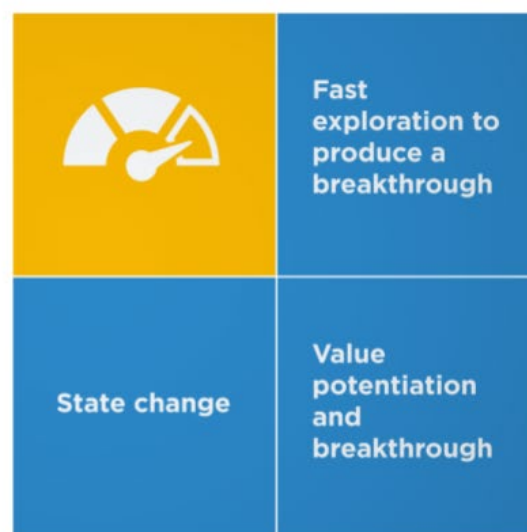 Fast
exploration to
produce a
breakthrough
State change
Value
potentiation
and
breakthrough